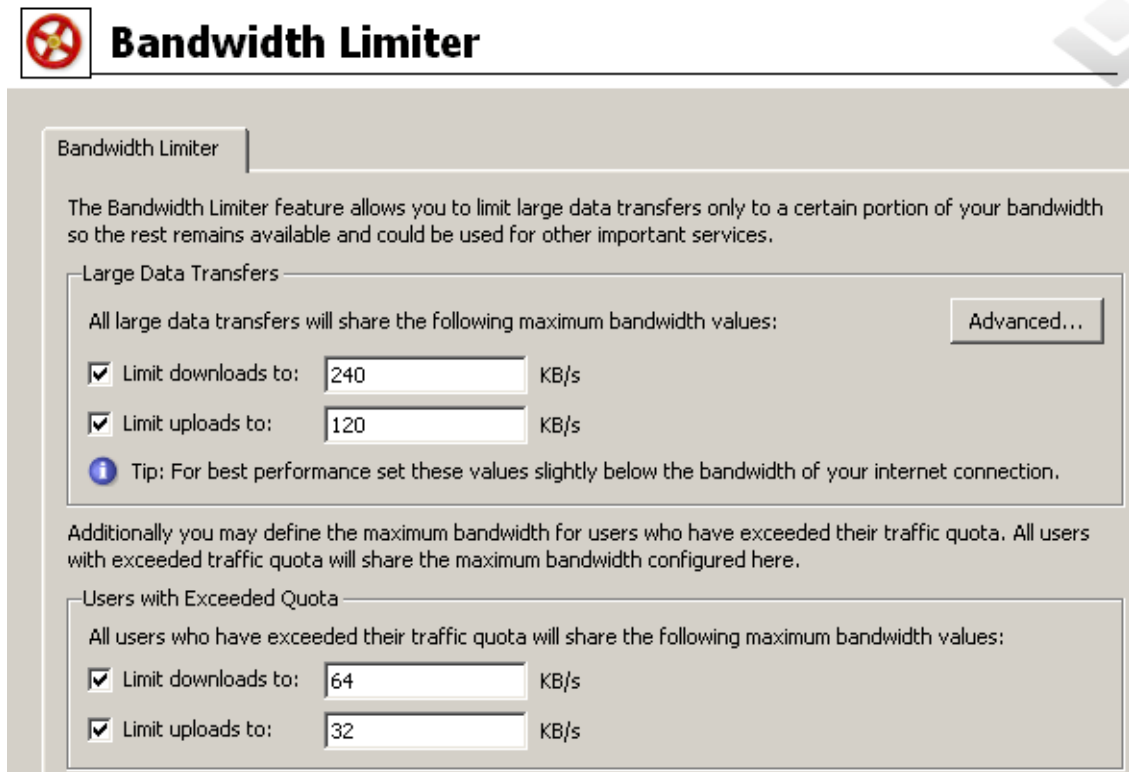 Bandwidth Limiter
Bandwidth Limiter
The Bandwidth Limiter feature allows you to limit large data transfers only to a certain portion of your bandwidth
so the rest remains available and could be used for other important services.
Large Data Transfers
All large data transfers will share the following maximum bandwidth values:
Advanced...
Limit downloads to: 240 KB/s
Limit uploads to: 120 KB/s
Tip: For best performance set these values slightly below the bandwidth of your internet connection.
Additionally you may define the maximum bandwidth for users who have exceeded their traffic quota. All users
with exceeded traffic quota will share the maximum bandwidth configured here.
Users with Exceeded Quota
All users who have exceeded their traffic quota will share the following maximum bandwidth values:
Limit downloads to: 64 KB/s
Limit uploads to: 32 KB/s